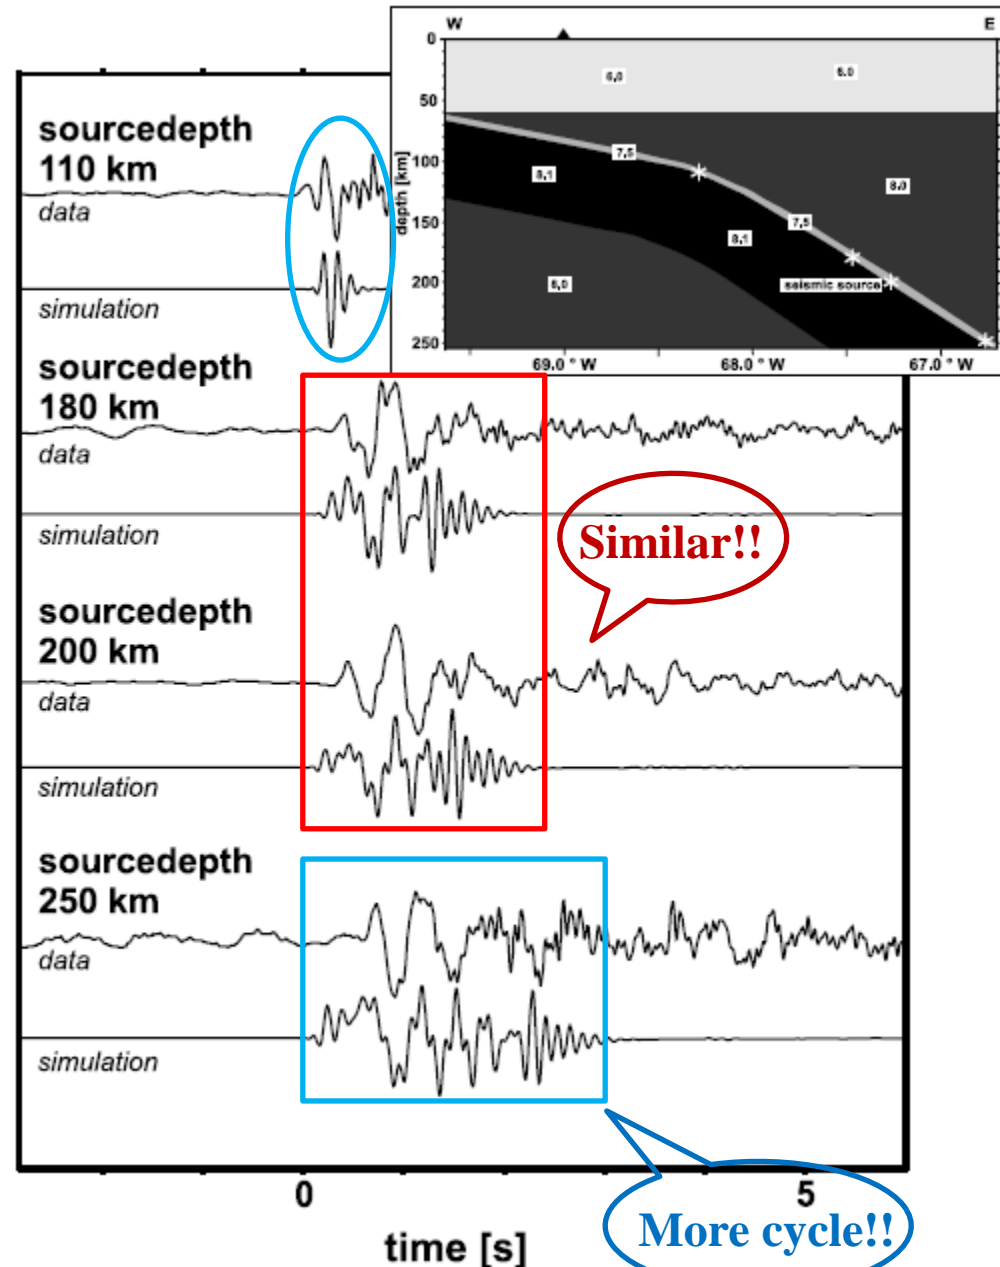 W E
0
50
100
150
200
250
depth [km]
6,0
6.0
7,5
8,1
8,0
7,5
8,1
8,0
seismic source
69.0 ° W 68.0 ° W 67.0 ° W
sourcedepth
110 km
data
simulation
sourcedepth
180 km
data
simulation
Similar!!
sourcedepth
200 km
data
simulation
sourcedepth
250 km
data
simulation
0 5
time [s]
More cycle!!